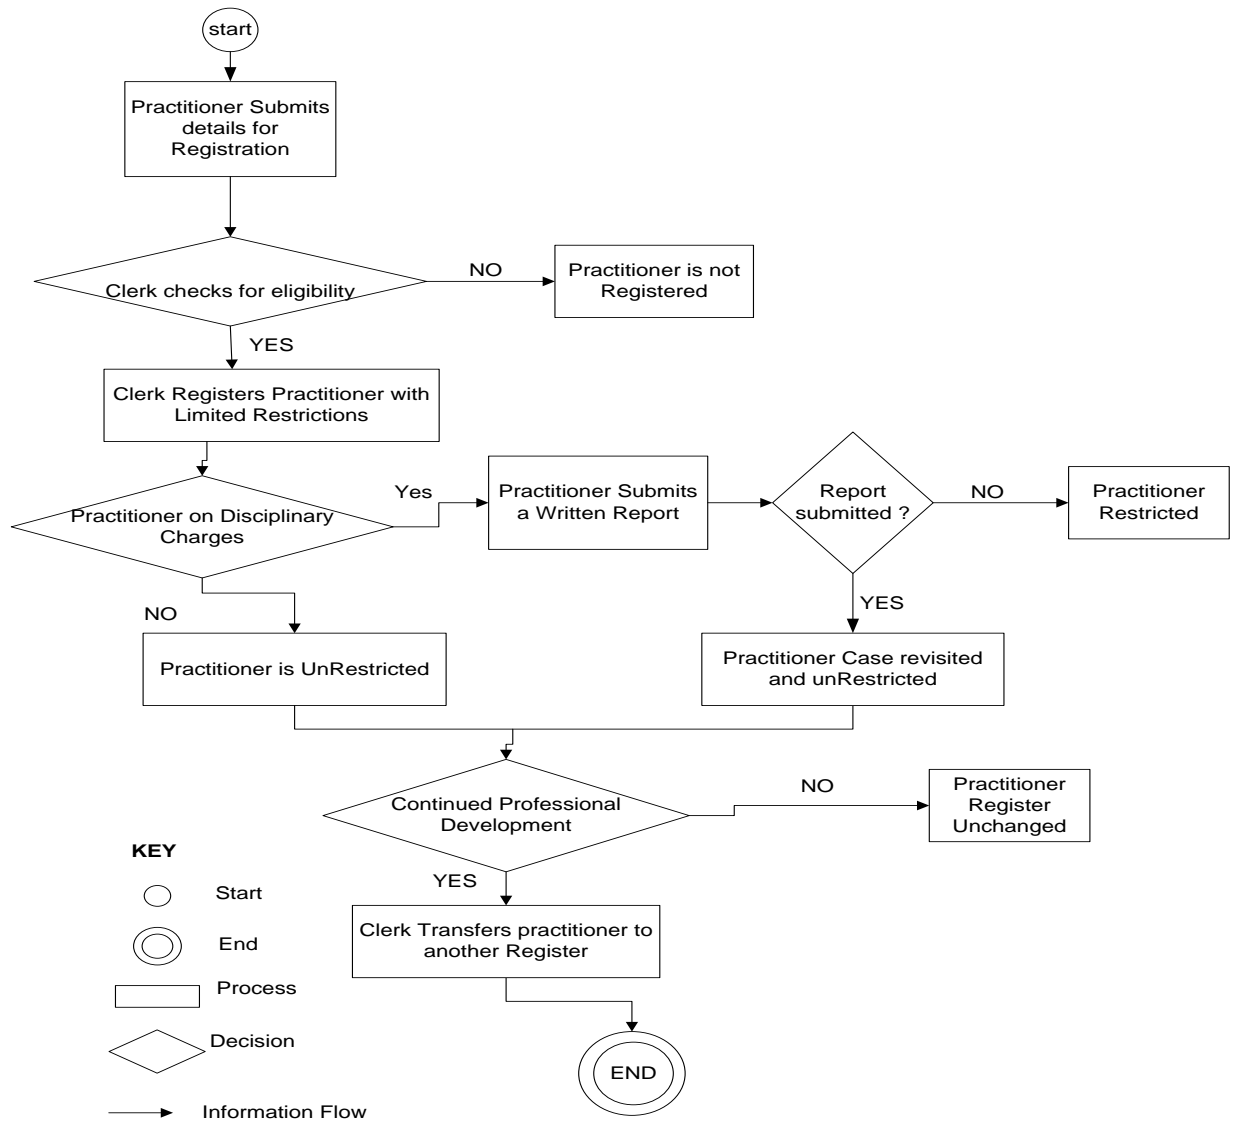 start
Practitioner Submits
details for
Registration
Clerk checks for eligibility
NO
Practitioner is not
Registered
YES
Clerk Registers Practitioner with
Limited Restrictions
Practitioner on Disciplinary
Charges
Yes
Practitioner Submits
a Written Report
Report
submitted ?
NO
Practitioner
Restricted
NO
YES
Practitioner is UnRestricted
Practitioner Case revisited
and unRestricted
Continued Professional
Development
NO
Practitioner
Register
Unchanged
YES
Clerk Transfers practitioner to
another Register
END
KEY
Start
End
Process
Decision
Information Flow